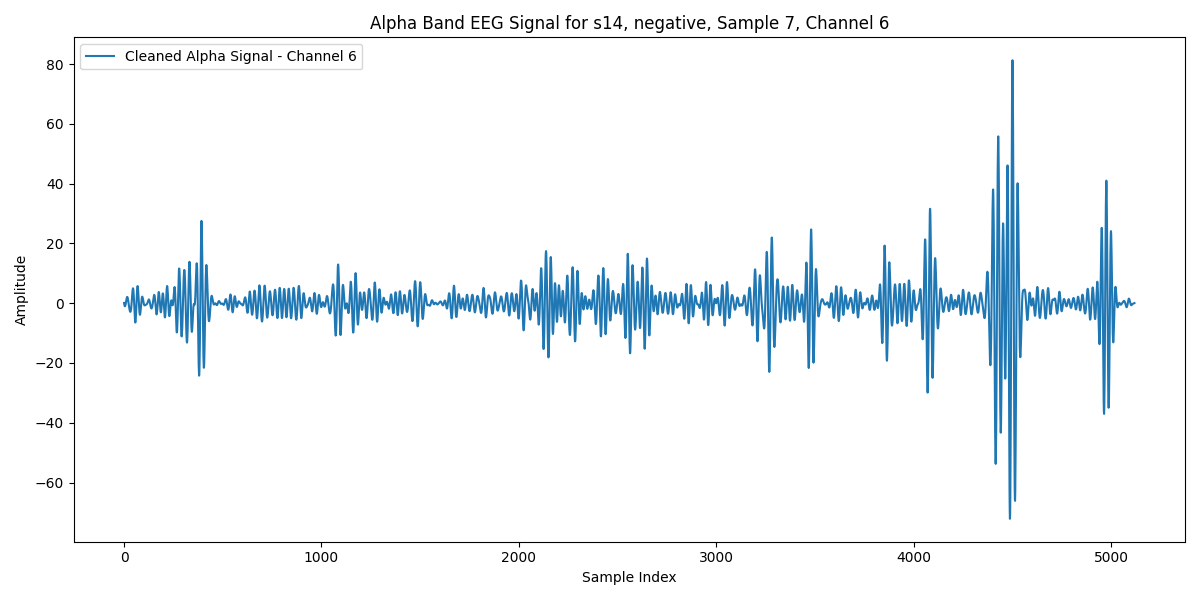 Alpha Band EEG Signal for s14, negative, Sample 7, Channel 6
Cleaned Alpha Signal - Channel 6
Amplitude
80
60
40
20
0
−20
−40
−60
0 1000 2000 3000 4000 5000
Sample Index